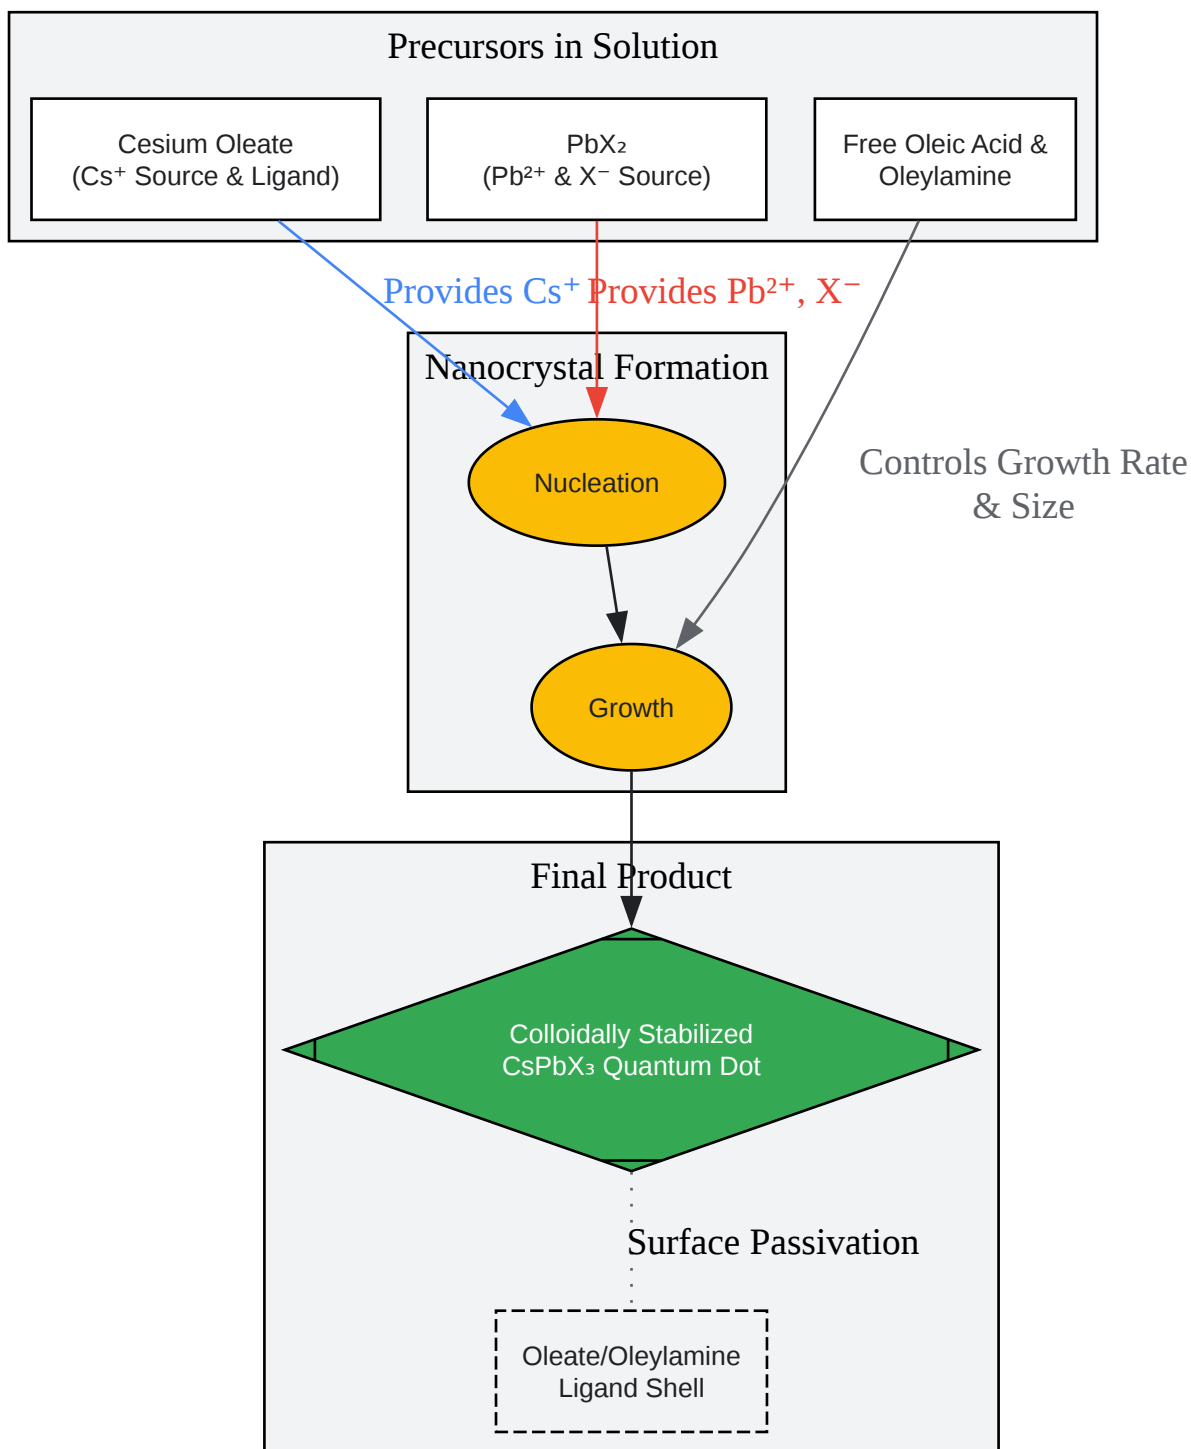 Precursors in Solution
Cesium Oleate
(Cs⁺ Source & Ligand)
PbX₂
(Pb²⁺ & X⁻ Source)
Free Oleic Acid &
Oleylamine
Provides Cs⁺
Provides Pb²⁺, X⁻
Nanocrystal Formation
Nucleation
Controls Growth Rate
& Size
Growth
Final Product
Colloidally Stabilized
CsPbX₃ Quantum Dot
Surface Passivation
Oleate/Oleylamine
Ligand Shell